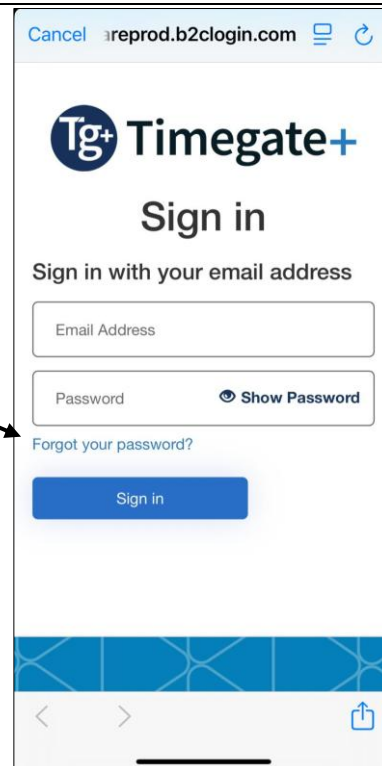 Cancel areprod.b2clogin.com
Tg+ Timegate+
Sign in
Sign in with your email address
Email Address
Password Show Password
Forgot your password?
Sign in